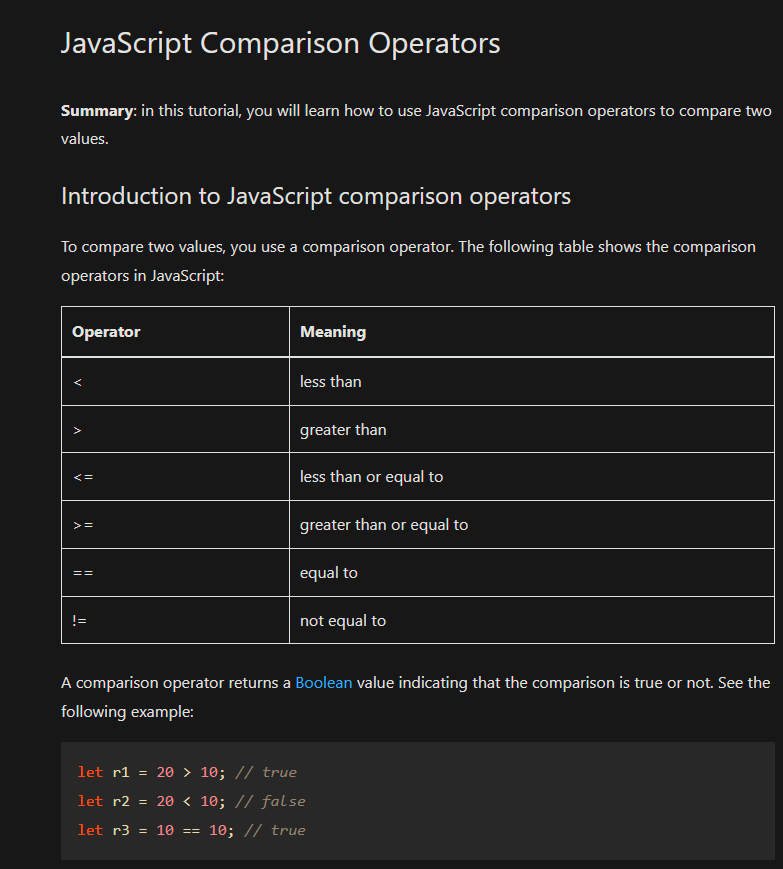 JavaScript Comparison Operators
Summary: in this tutorial, you will learn how to use JavaScript comparison operators to compare two
values.
Introduction to JavaScript comparison operators
To compare two values, you use a comparison operator. The following table shows the comparison
operators in JavaScript:
Operator Meaning
< less than
> greater than
<= less than or equal to
>= greater than or equal to
== equal to
!= not equal to
A comparison operator returns a Boolean value indicating that the comparison is true or not. See the
following example:
let r1 = 20 > 10; // true
let r2 = 20 < 10; // false
let r3 = 10 == 10; // true